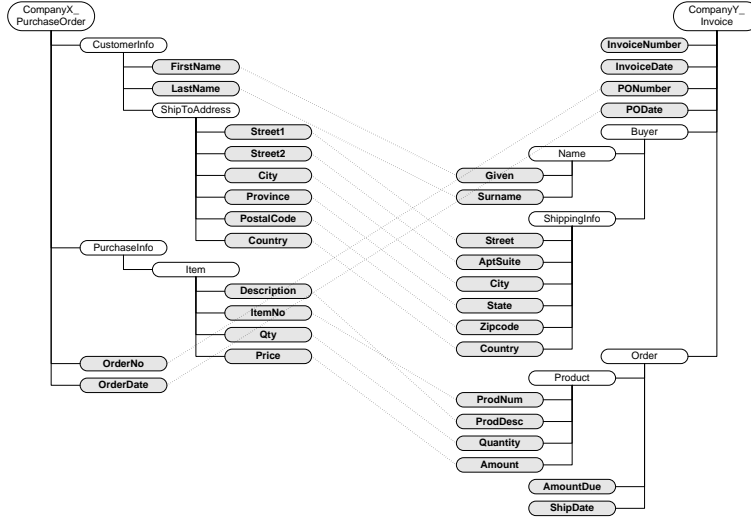 CompanyX_
PurchaseOrder
CustomerInfo
FirstName
LastName
ShipToAddress
Street1
Street2
City
Province
PostalCode
Country
PurchaseInfo
Item
Description
ItemNo
Qty
Price
OrderNo
OrderDate
CompanyY_
Invoice
InvoiceNumber
InvoiceDate
PONumber
PODate
Buyer
Name
Given
Surname
ShippingInfo
Street
AptSuite
City
State
Zipcode
Country
Order
Product
ProdNum
ProdDesc
Quantity
Amount
AmountDue
ShipDate